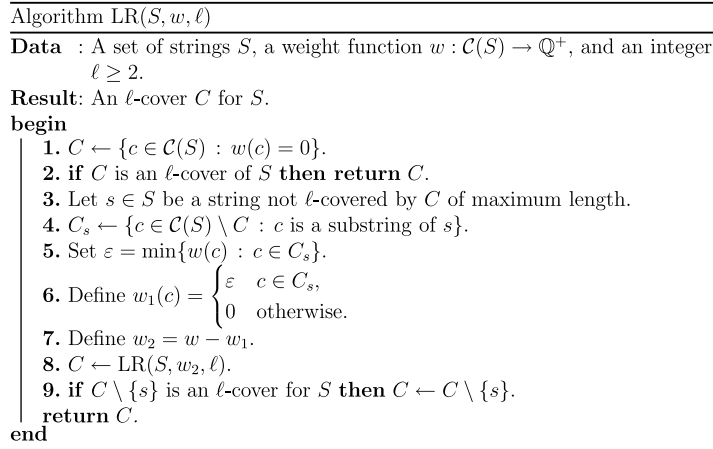 Algorithm LR(S, w, ℓ)
Data : A set of strings S, a weight function w : 𝒞(S) → ℚ⁺, and an integer
ℓ ≥ 2.
Result: An ℓ-cover C for S.
begin
1. C ← {c ∈ 𝒞(S) : w(c) = 0}.
2. if C is an ℓ-cover of S then return C.
3. Let s ∈ S be a string not ℓ-covered by C of maximum length.
4. Cₛ ← {c ∈ 𝒞(S) \ C : c is a substring of s}.
5. Set ε = min{w(c) : c ∈ Cₛ}.
6. Define w₁(c) = { ε c ∈ Cₛ,
0 otherwise.
7. Define w₂ = w − w₁.
8. C ← LR(S, w₂, ℓ).
9. if C \ {s} is an ℓ-cover for S then C ← C \ {s}.
return C.
end